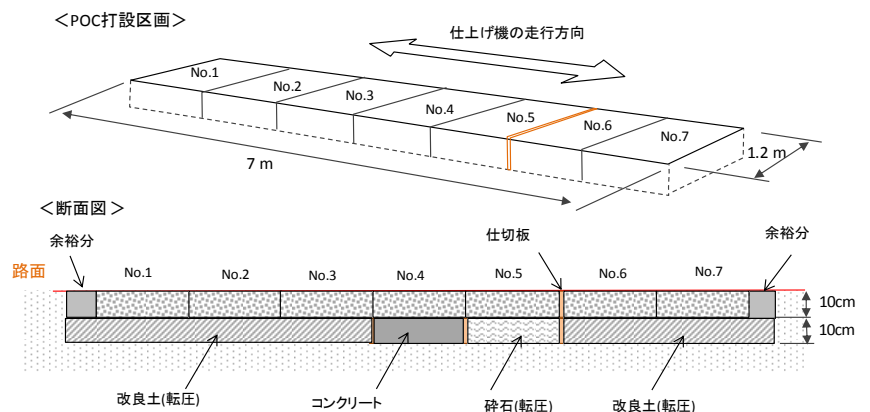 ＜POC打設区画＞
仕上げ機の走行方向
No.1
No.2
No.3
No.4
No.5
No.6
No.7
7 m
1.2 m
＜断面図＞
余裕分
仕切板
余裕分
路面
No.1
No.2
No.3
No.4
No.5
No.6
No.7
10cm
10cm
改良土(転圧)
コンクリート
砕石(転圧)
改良土(転圧)